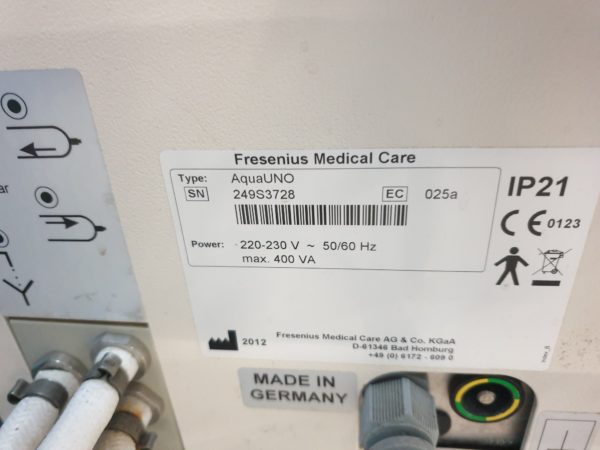 Fresenius Medical Care
Type: AquaUNO
SN 249S3728 EC 025a
Power: 220-230 V ~ 50/60 Hz
max. 400 VA
IP21
CE 0123
2012
Fresenius Medical Care AG & Co. KGaA
D-61346 Bad Homburg
+49 (0) 6172 - 609 0
ar
MADE IN
GERMANY